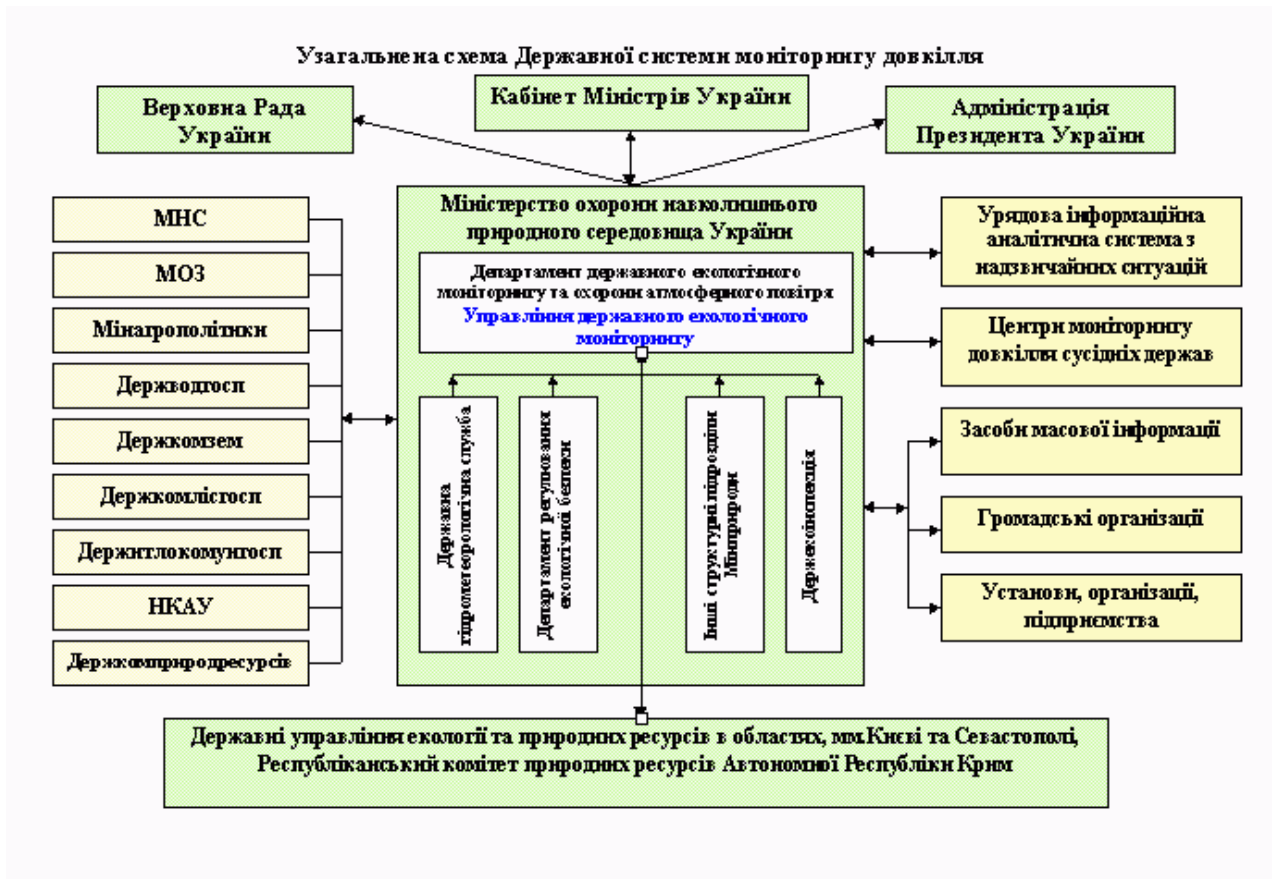 Узагальнена схема Державної системи моніторингу довкілля
Верховна Рада
України
Кабінет Міністрів України
Адміністрація
Президента України
МНС
МОЗ
Мінагрополітики
Держводгосп
Держкомзем
Держкомлісгосп
Держитлокомунгосп
НКАУ
Держкомприродресурсів
Міністерство охорони навколишнього
природного середовища України
Департамент державного екологічного
моніторингу та охорони атмосферного повітря
Управління державного екологічного
моніторингу
Державна
гідрометеорологічна служба
Департамент регулювання
екологічної безпеки
Інші структурні підрозділи
Мінприроди
Держекоінспекція
Урядова інформаційна
аналітична система з
надзвичайних ситуацій
Центри моніторингу
довкілля сусідніх держав
Засоби масової інформації
Громадські організації
Установи, організації,
підприємства
Державні управління екології та природних ресурсів в областях, мм.Києві та Севастополі,
Республіканський комітет природних ресурсів Автономної Республіки Крим